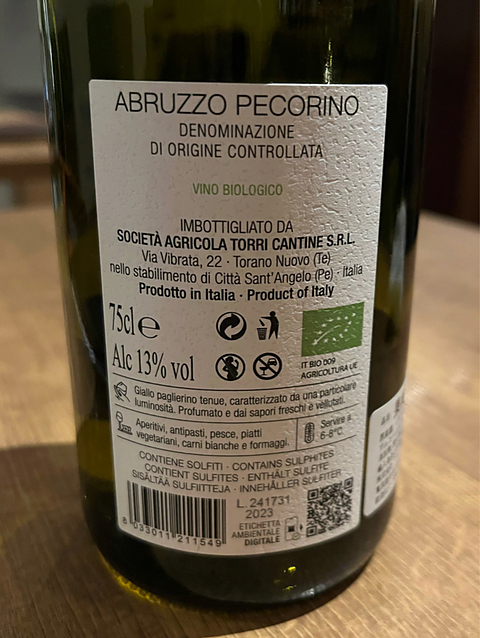 ABRUZZO PECORINO
DENOMINAZIONE
DI ORIGINE CONTROLLATA
VINO BIOLOGICO
IMBOTTIGLIATO DA
SOCIETÀ AGRICOLA TORRI CANTINE S.R.L.
Via Vibrata, 22 · Torano Nuovo (Te)
nello stabilimento di Città Sant'Angelo (Pe) · Italia
Prodotto in Italia · Product of Italy
75cl e
Alc 13% vol
IT BIO 009
AGRICOLTURA UE
Giallo paglierino tenue, caratterizzato da una particolare
luminosità. Profumato e dai sapori freschi e vellutati.
Aperitivi, antipasti, pesce, piatti
vegetariani, carni bianche e formaggi.
Servire a
6-8°C
CONTIENE SOLFITI · CONTAINS SULPHITES
CONTIENT SULFITES · ENTHÄLT SULFITE
SISÄLTÄÄ SULFIITTEJA · INNEHÅLLER SULFITER
L. 241731
2023
ETICHETTA
AMBIENTALE
DIGITALE
8 033011 211549